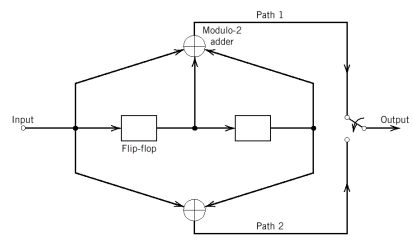 Path 1
Modulo-2
adder
Input
Output
Flip-flop
Path 2